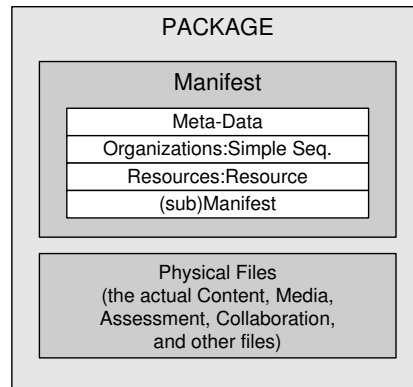 PACKAGE
Manifest
Meta-Data
Organizations:Simple Seq.
Resources:Resource
(sub)Manifest
Physical Files
(the actual Content, Media,
Assessment, Collaboration,
and other files)